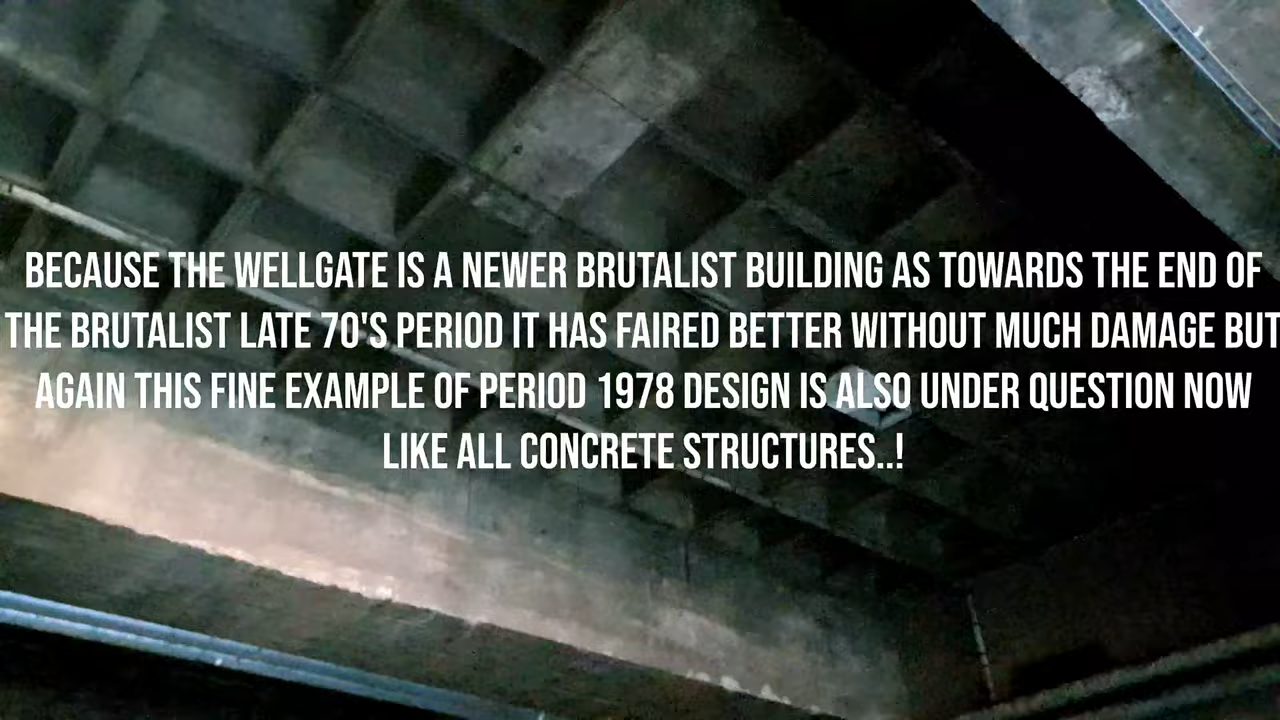 BECAUSE THE WELLGATE IS A NEWER BRUTALIST BUILDING AS TOWARDS THE END OF
THE BRUTALIST LATE 70'S PERIOD IT HAS FAIRED BETTER WITHOUT MUCH DAMAGE BUT
AGAIN THIS FINE EXAMPLE OF PERIOD 1978 DESIGN IS ALSO UNDER QUESTION NOW
LIKE ALL CONCRETE STRUCTURES..!